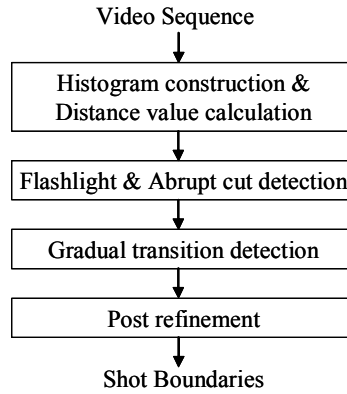 Video Sequence
Histogram construction &
Distance value calculation
Flashlight & Abrupt cut detection
Gradual transition detection
Post refinement
Shot Boundaries